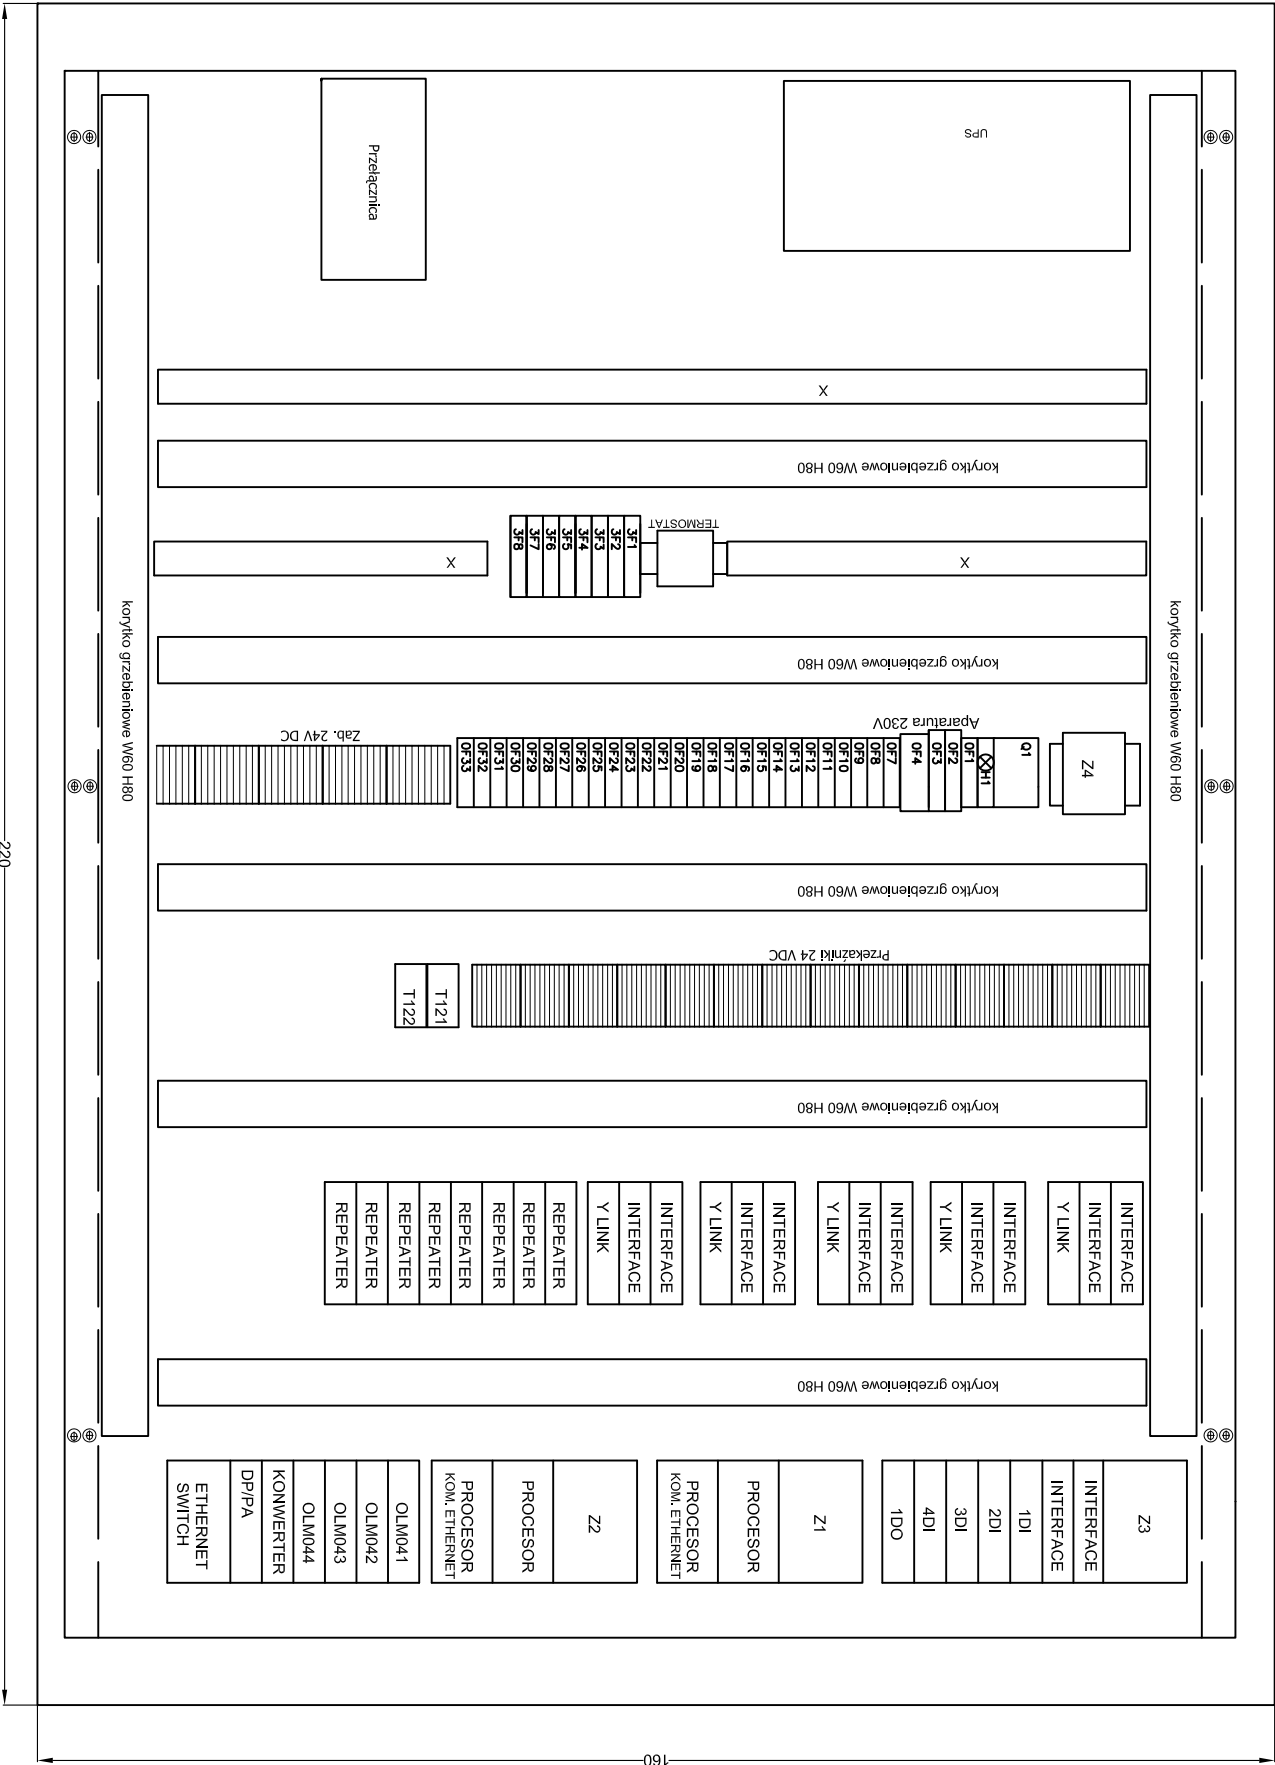 UPS
Przełącznica
X
korytko grzebieniowe W60 H80
TERMOSTAT
3F1
3F2
3F3
3F4
3F5
3F6
3F7
3F8
X
X
korytko grzebieniowe W60 H80
korytko grzebieniowe W60 H80
korytko grzebieniowe W60 H80
Aparatura 230V
Zab. 24V DC
Z4
Q1
H1
0F1
0F2
0F3
0F4
0F7
0F8
0F9
0F10
0F11
0F12
0F13
0F14
0F15
0F16
0F17
0F18
0F19
0F20
0F21
0F22
0F23
0F24
0F25
0F26
0F27
0F28
0F29
0F30
0F31
0F32
0F33
220
korytko grzebieniowe W60 H80
Przekaźniki 24 VDC
T121
T122
korytko grzebieniowe W60 H80
INTERFACE
INTERFACE
Y LINK
INTERFACE
INTERFACE
Y LINK
INTERFACE
INTERFACE
Y LINK
INTERFACE
INTERFACE
Y LINK
INTERFACE
INTERFACE
Y LINK
REPEATER
REPEATER
REPEATER
REPEATER
REPEATER
REPEATER
REPEATER
REPEATER
korytko grzebieniowe W60 H80
Z3
INTERFACE
INTERFACE
1DI
2DI
3DI
4DI
1DO
Z1
PROCESOR
PROCESOR
KOM. ETHERNET
Z2
PROCESOR
PROCESOR
KOM. ETHERNET
OLM041
OLM042
OLM043
OLM044
KONWERTER
DP/PA
ETHERNET
SWITCH
160